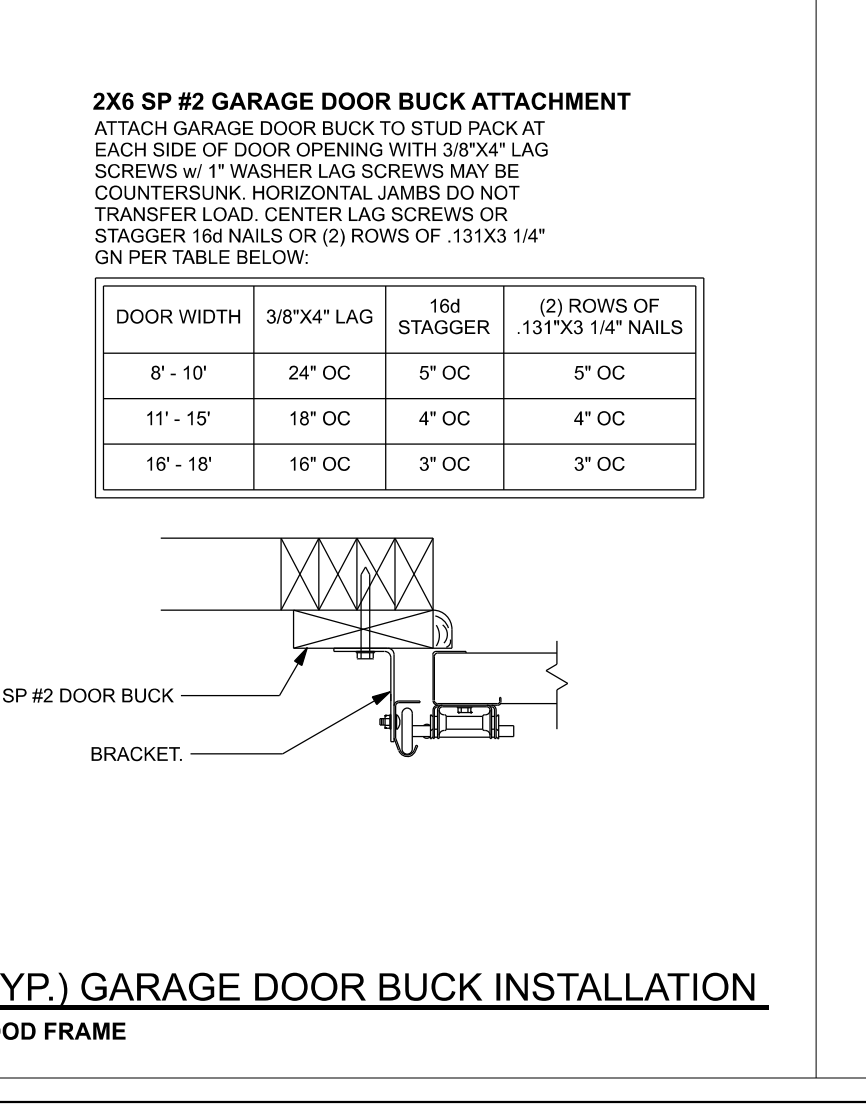 2X6 SP #2 GARAGE DOOR BUCK ATTACHMENT
ATTACH GARAGE DOOR BUCK TO STUD PACK AT
EACH SIDE OF DOOR OPENING WITH 3/8"X4" LAG
SCREWS w/ 1" WASHER LAG SCREWS MAY BE
COUNTERSUNK. HORIZONTAL JAMBS DO NOT
TRANSFER LOAD. CENTER LAG SCREWS OR
STAGGER 16d NAILS OR (2) ROWS OF .131X3 1/4"
GN PER TABLE BELOW:
DOOR WIDTH 3/8"X4" LAG 16d STAGGER (2) ROWS OF .131"X3 1/4" NAILS
8' - 10' 24" OC 5" OC 5" OC
11' - 15' 18" OC 4" OC 4" OC
16' - 18' 16" OC 3" OC 3" OC
SP #2 DOOR BUCK
BRACKET.
YP.) GARAGE DOOR BUCK INSTALLATION
OOD FRAME